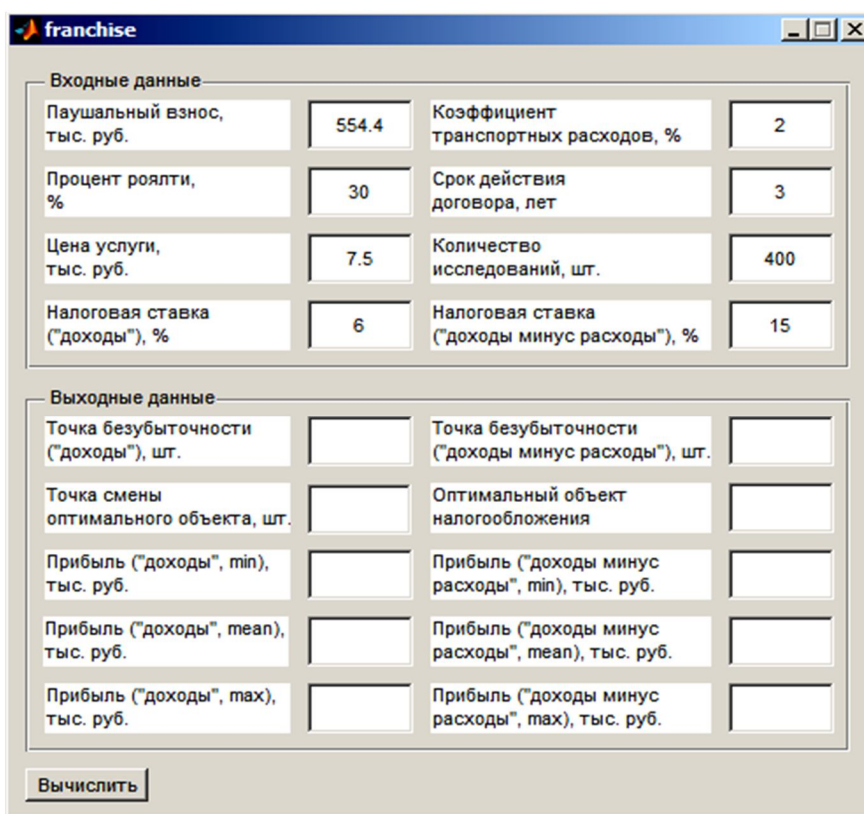 franchise
Входные данные
Паушальный взнос,
тыс. руб.
554.4
Коэффициент
транспортных расходов, %
2
Процент роялти,
%
30
Срок действия
договора, лет
3
Цена услуги,
тыс. руб.
7.5
Количество
исследований, шт.
400
Налоговая ставка
("доходы"), %
6
Налоговая ставка
("доходы минус расходы"), %
15
Выходные данные
Точка безубыточности
("доходы"), шт.
Точка безубыточности
("доходы минус расходы"), шт.
Точка смены
оптимального объекта, шт.
Оптимальный объект
налогообложения
Прибыль ("доходы", min),
тыс. руб.
Прибыль ("доходы минус
расходы", min), тыс. руб.
Прибыль ("доходы", mean),
тыс. руб.
Прибыль ("доходы минус
расходы", mean), тыс. руб.
Прибыль ("доходы", max),
тыс. руб.
Прибыль ("доходы минус
расходы", max), тыс. руб.
Вычислить